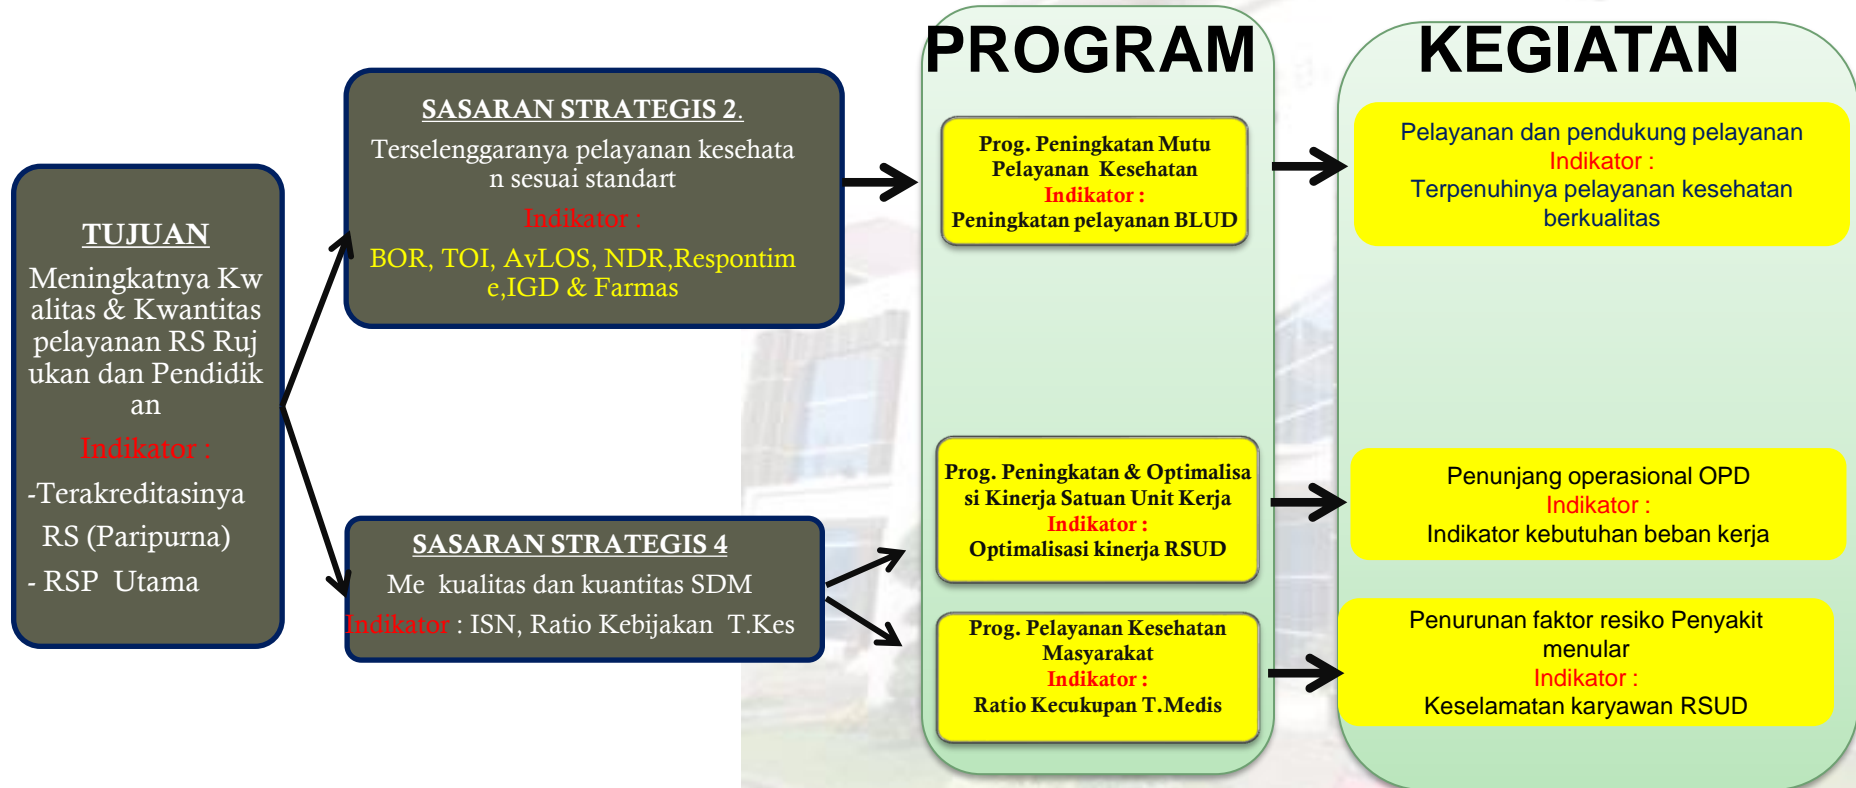 TUJUAN
Meningkatnya Kw
alitas & Kwantitas
pelayanan RS Ruj
ukan dan Pendidik
an
Indikator :
-Terakreditasinya
RS (Paripurna)
- RSP Utama
SASARAN STRATEGIS 2.
Terselenggaranya pelayanan kesehata
n sesuai standart
Indikator :
BOR, TOI, AvLOS, NDR,Respontim
e,IGD & Farmas
SASARAN STRATEGIS 4
Me kualitas dan kuantitas SDM
Indikator : ISN, Ratio Kebijakan T.Kes
PROGRAM
Prog. Peningkatan Mutu
Pelayanan Kesehatan
Indikator :
Peningkatan pelayanan BLUD
Prog. Peningkatan & Optimalisa
si Kinerja Satuan Unit Kerja
Indikator :
Optimalisasi kinerja RSUD
Prog. Pelayanan Kesehatan
Masyarakat
Indikator :
Ratio Kecukupan T.Medis
KEGIATAN
Pelayanan dan pendukung pelayanan
Indikator :
Terpenuhinya pelayanan kesehatan
berkualitas
Penunjang operasional OPD
Indikator :
Indikator kebutuhan beban kerja
Penurunan faktor resiko Penyakit
menular
Indikator :
Keselamatan karyawan RSUD